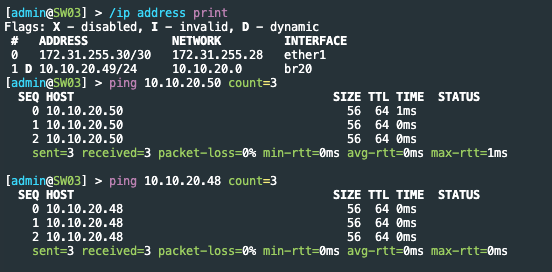 [admin@SW03] > /ip address print
Flags: X - disabled, I - invalid, D - dynamic
# ADDRESS NETWORK INTERFACE
0 172.31.255.30/30 172.31.255.28 ether1
1 D 10.10.20.49/24 10.10.20.0 br20
[admin@SW03] > ping 10.10.20.50 count=3
SEQ HOST SIZE TTL TIME STATUS
0 10.10.20.50 56 64 1ms
1 10.10.20.50 56 64 0ms
2 10.10.20.50 56 64 0ms
sent=3 received=3 packet-loss=0% min-rtt=0ms avg-rtt=0ms max-rtt=1ms
[admin@SW03] > ping 10.10.20.48 count=3
SEQ HOST SIZE TTL TIME STATUS
0 10.10.20.48 56 64 0ms
1 10.10.20.48 56 64 0ms
2 10.10.20.48 56 64 0ms
sent=3 received=3 packet-loss=0% min-rtt=0ms avg-rtt=0ms max-rtt=0ms